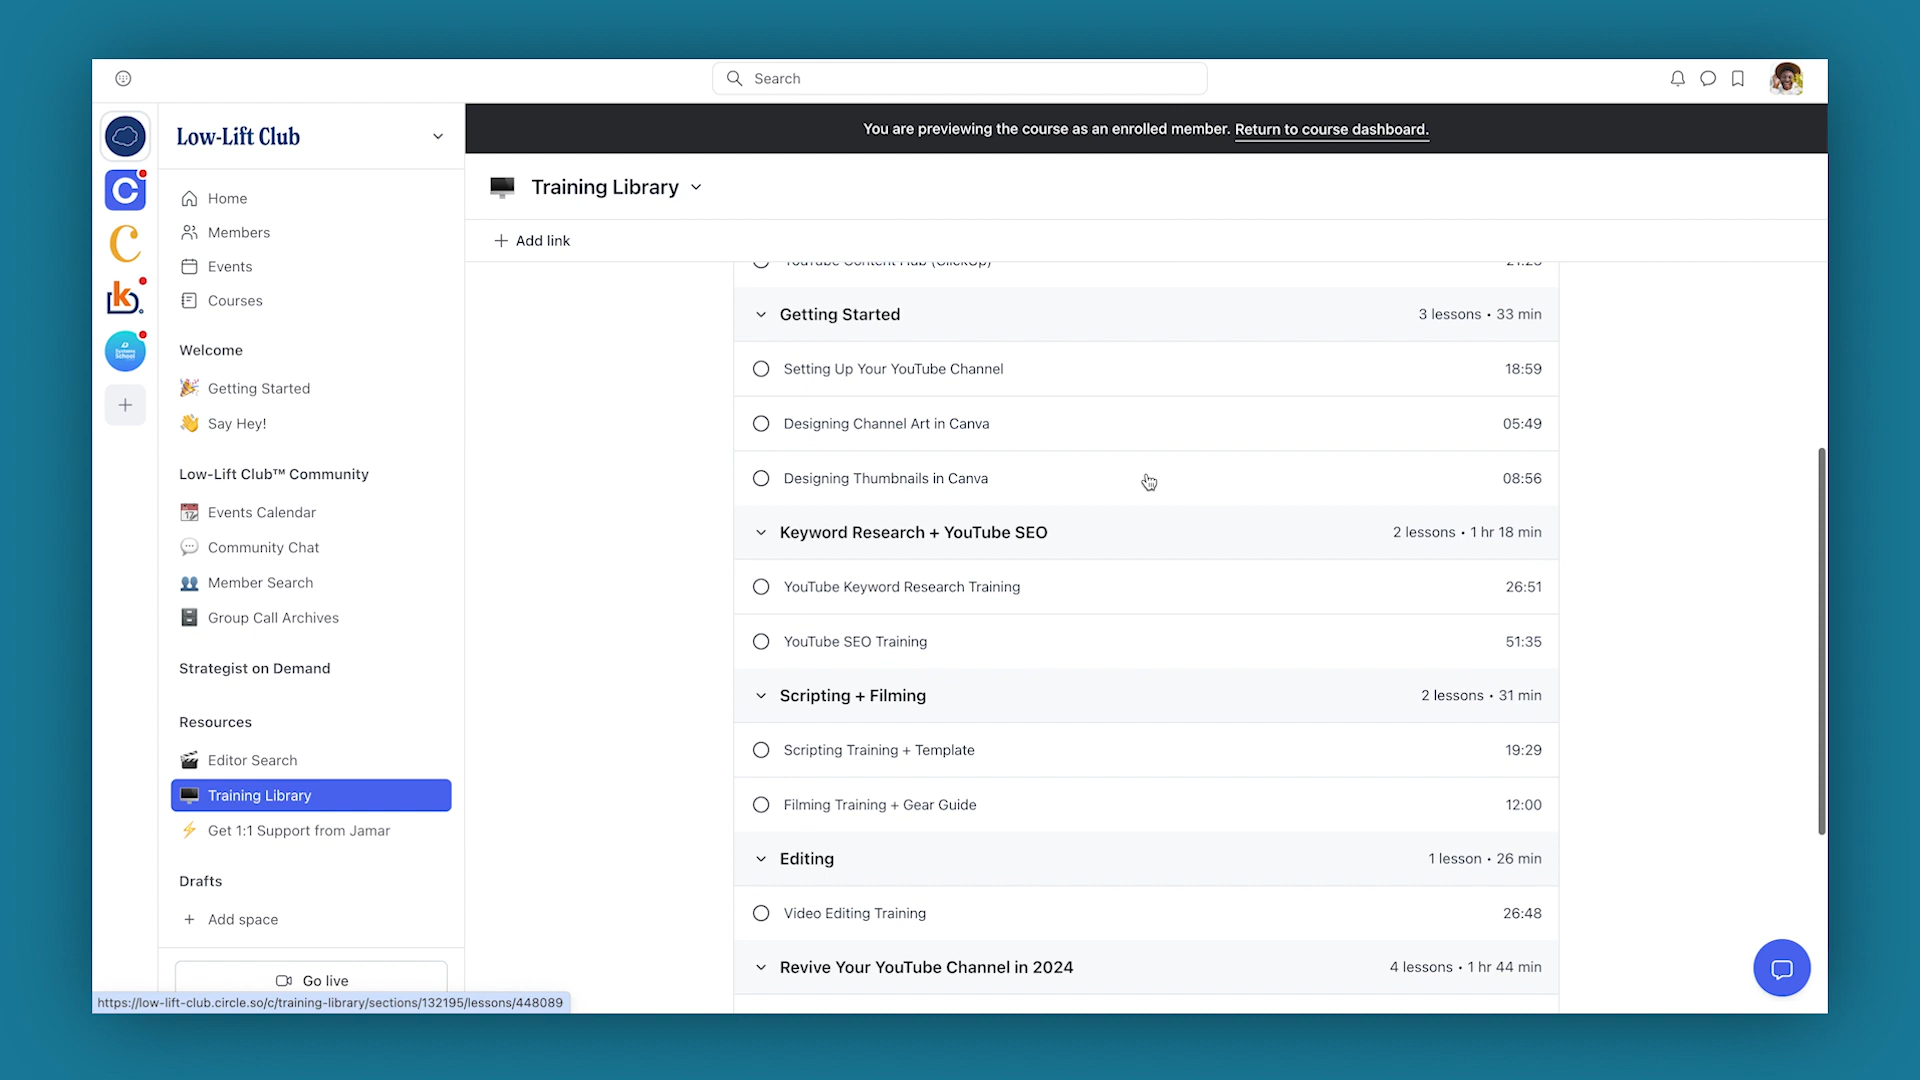 Search
Low-Lift Club
You are previewing the course as an enrolled member. Return to course dashboard.
Training Library
Add link
Home
Members
Events
Courses
Welcome
Getting Started
Say Hey!
Low-Lift Club™ Community
Events Calendar
Community Chat
Member Search
Group Call Archives
Strategist on Demand
Resources
Editor Search
Training Library
Get 1:1 Support from Jamar
Drafts
Add space
Go live
https://low-lift-club.circle.so/c/training-library/sections/132195/lessons/448089
YouTube Content Hub (ClickUp)
Getting Started 3 lessons • 33 min
Setting Up Your YouTube Channel 18:59
Designing Channel Art in Canva 05:49
Designing Thumbnails in Canva 08:56
Keyword Research + YouTube SEO 2 lessons • 1 hr 18 min
YouTube Keyword Research Training 26:51
YouTube SEO Training 51:35
Scripting + Filming 2 lessons • 31 min
Scripting Training + Template 19:29
Filming Training + Gear Guide 12:00
Editing 1 lesson • 26 min
Video Editing Training 26:48
Revive Your YouTube Channel in 2024 4 lessons • 1 hr 44 min